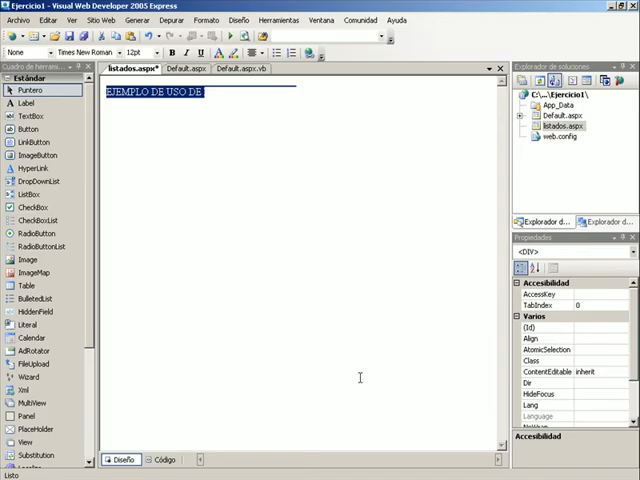 Ejercicio1 - Visual Web Developer 2005 Express
Archivo Editar Ver Sitio Web Generar Depurar Formato Diseño Herramientas Ventana Comunidad Ayuda
None Times New Roman 12pt
Cuadro de herram...
listados.aspx* Default.aspx Default.aspx.vb
Explorador de soluciones
Estándar
Puntero
Label
TextBox
Button
LinkButton
ImageButton
HyperLink
DropDownList
ListBox
CheckBox
CheckBoxList
RadioButton
RadioButtonList
Image
ImageMap
Table
BulletedList
HiddenField
Literal
Calendar
AdRotator
FileUpload
Wizard
Xml
MultiView
Panel
PlaceHolder
View
Substitution
EJEMPLO DE USO DE
Diseño Código
C:\...\Ejercicio1\
App_Data
Default.aspx
listados.aspx
web.config
Explorador d... Explorador d...
Propiedades
<DIV>
Accesibilidad
AccessKey
TabIndex 0
Varios
(Id)
Align
AtomicSelection
Class
ContentEditable inherit
Dir
HideFocus
Lang
Language
Accesibilidad
Listo